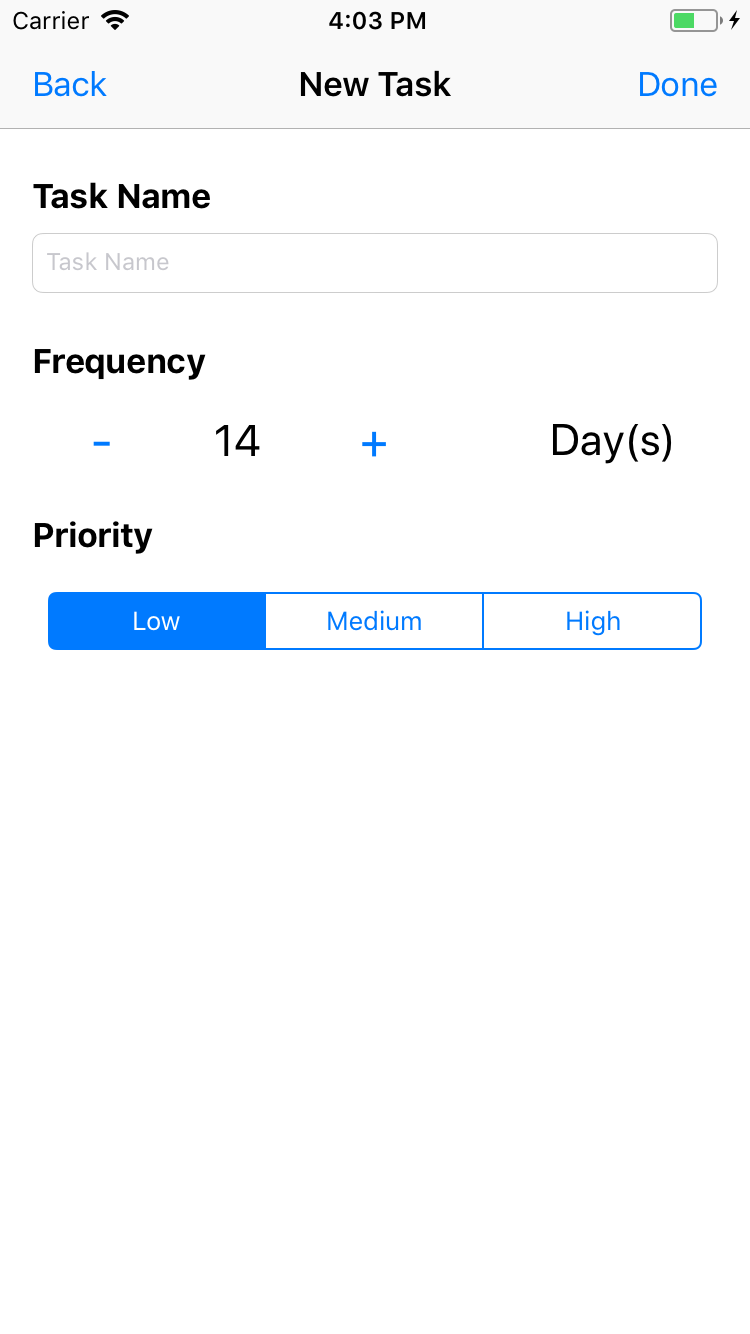 Carrier 4:03 PM
Back New Task Done
Task Name
Task Name
Frequency
- 14 + Day(s)
Priority
Low Medium High